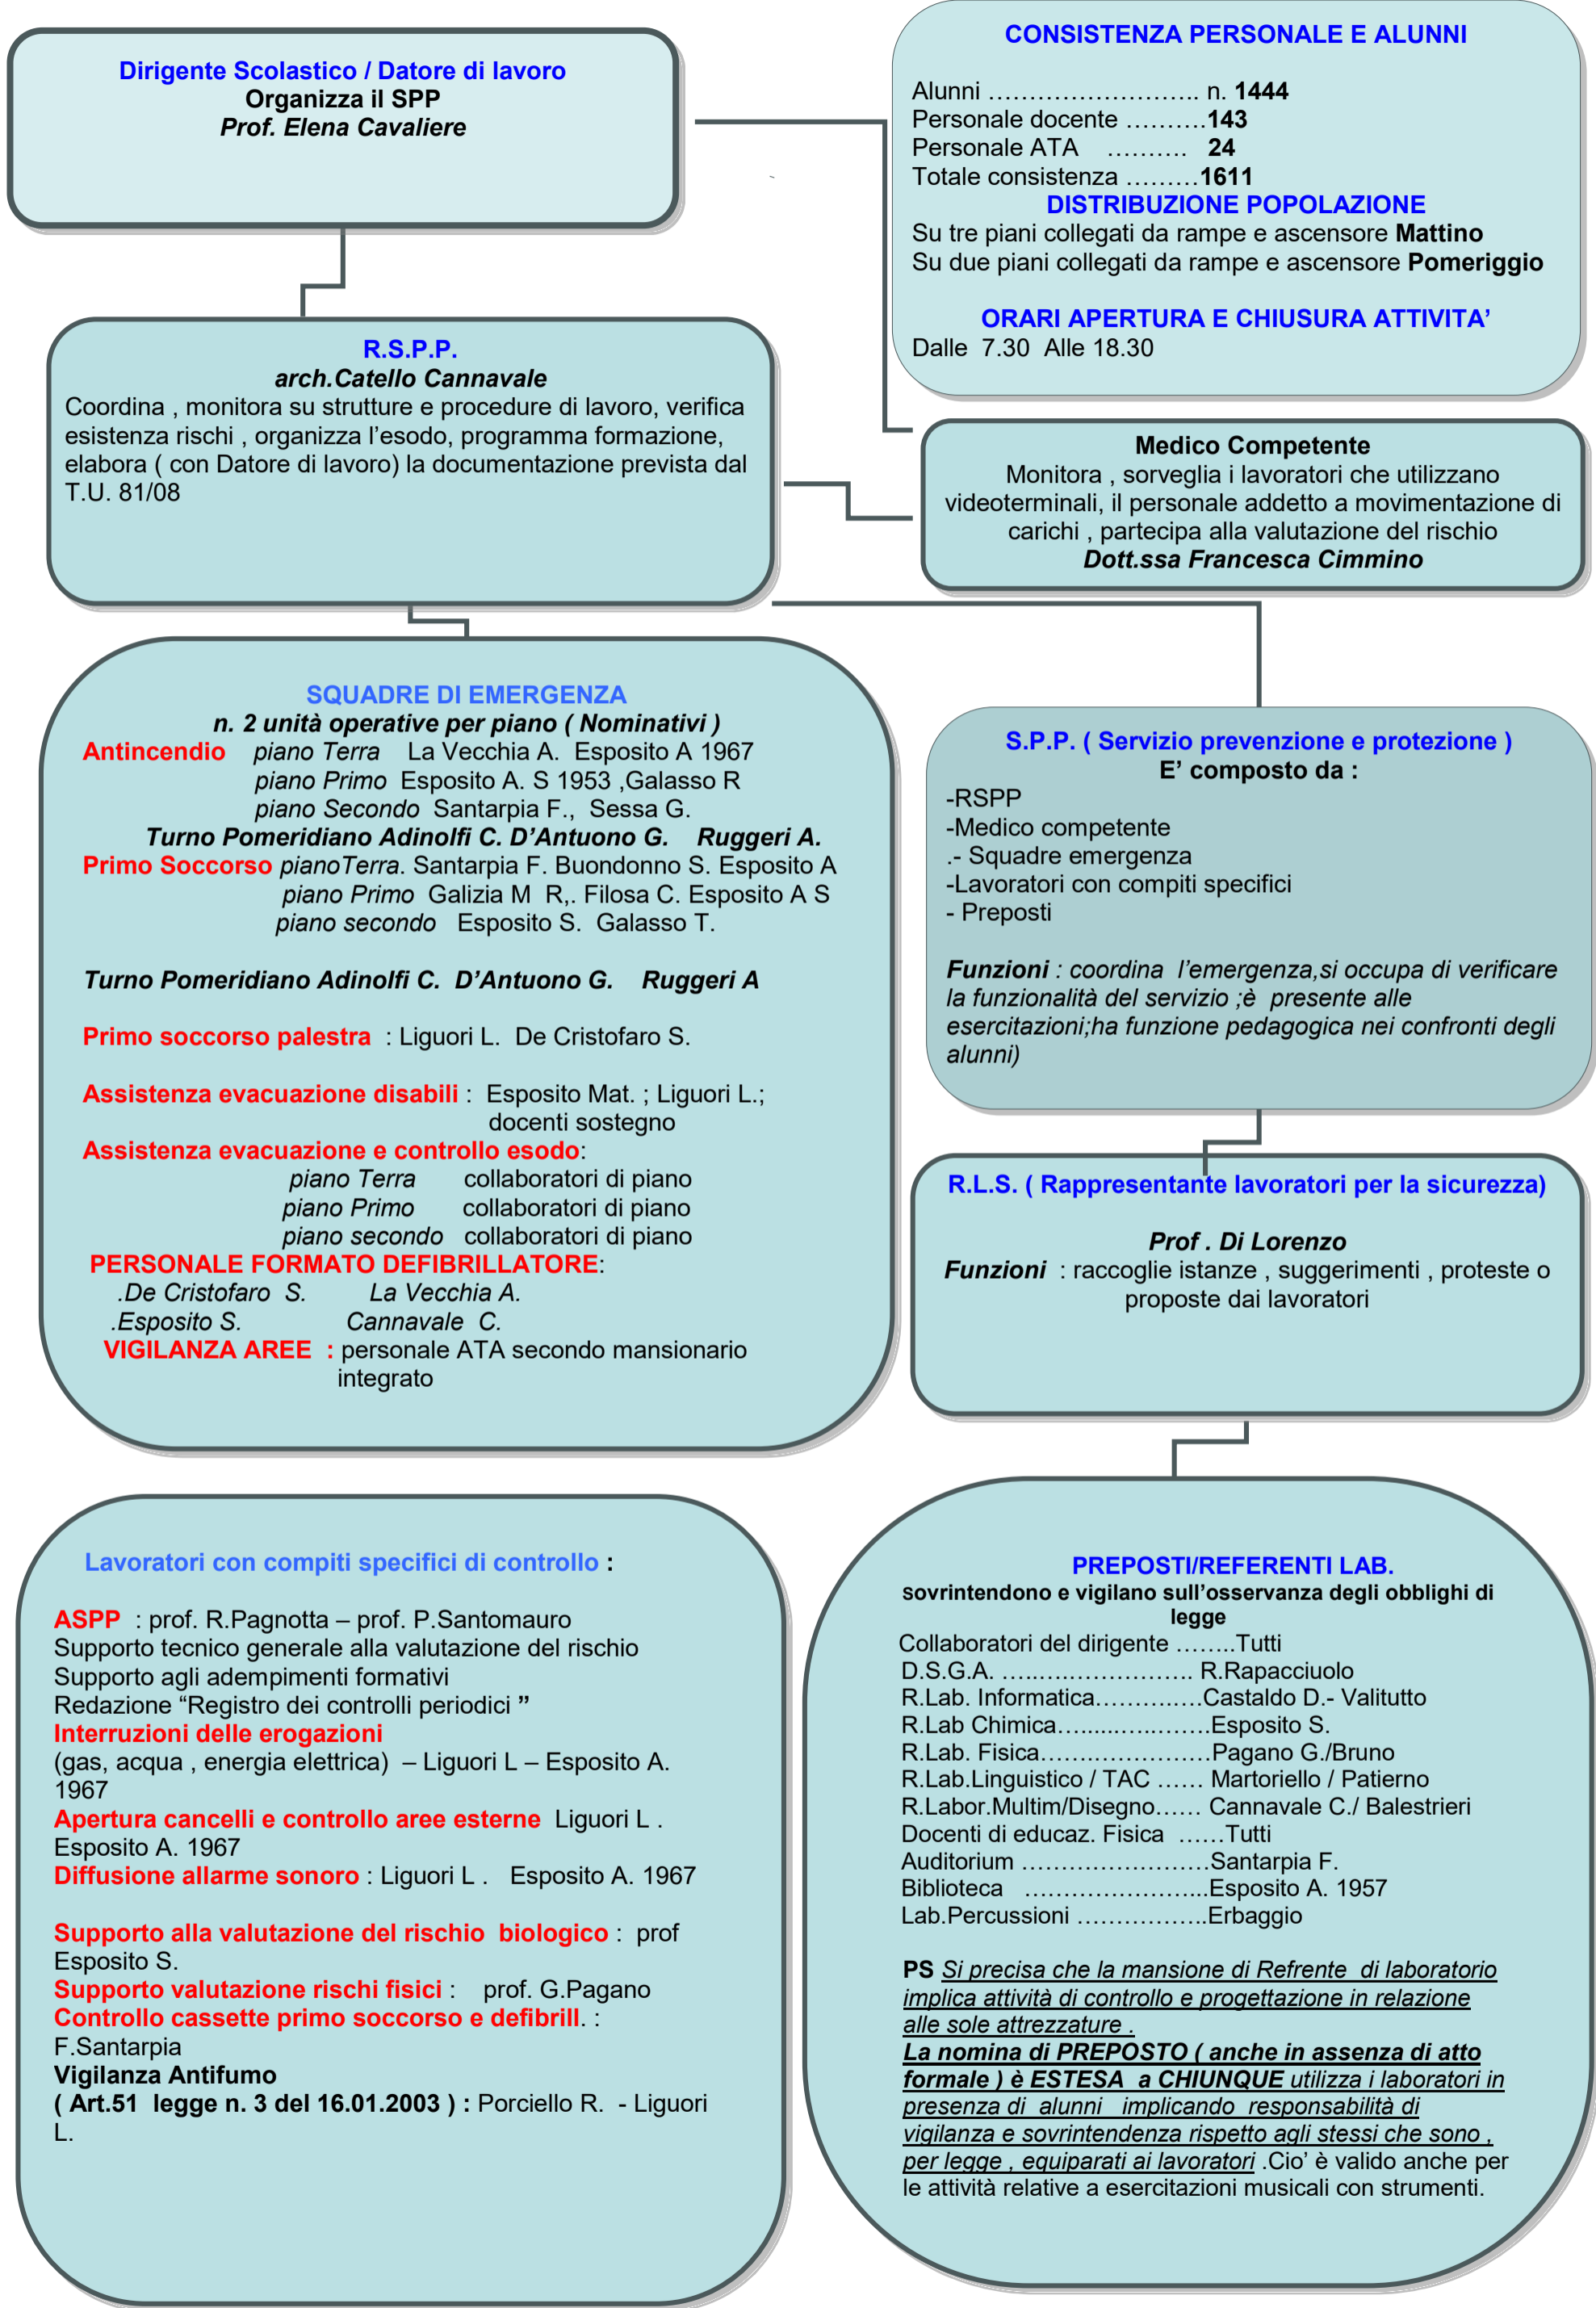 Dirigente Scolastico / Datore di lavoro
Organizza il SPP
Prof. Elena Cavaliere
CONSISTENZA PERSONALE E ALUNNI
Alunni …………………….. n. 1444
Personale docente ……….143
Personale ATA ………. 24
Totale consistenza ………1611
DISTRIBUZIONE POPOLAZIONE
Su tre piani collegati da rampe e ascensore Mattino
Su due piani collegati da rampe e ascensore Pomeriggio
ORARI APERTURA E CHIUSURA ATTIVITA’
Dalle 7.30 Alle 18.30
R.S.P.P.
arch.Catello Cannavale
Coordina , monitora su strutture e procedure di lavoro, verifica
esistenza rischi , organizza l’esodo, programma formazione,
elabora ( con Datore di lavoro) la documentazione prevista dal
T.U. 81/08
Medico Competente
Monitora , sorveglia i lavoratori che utilizzano
videoterminali, il personale addetto a movimentazione di
carichi , partecipa alla valutazione del rischio
Dott.ssa Francesca Cimmino
SQUADRE DI EMERGENZA
n. 2 unità operative per piano ( Nominativi )
Antincendio piano Terra La Vecchia A. Esposito A 1967
piano Primo Esposito A. S 1953 ,Galasso R
piano Secondo Santarpia F., Sessa G.
Turno Pomeridiano Adinolfi C. D’Antuono G. Ruggeri A.
Primo Soccorso pianoTerra. Santarpia F. Buondonno S. Esposito A
piano Primo Galizia M R,. Filosa C. Esposito A S
piano secondo Esposito S. Galasso T.
Turno Pomeridiano Adinolfi C. D’Antuono G. Ruggeri A
Primo soccorso palestra : Liguori L. De Cristofaro S.
Assistenza evacuazione disabili : Esposito Mat. ; Liguori L.;
docenti sostegno
Assistenza evacuazione e controllo esodo:
piano Terra collaboratori di piano
piano Primo collaboratori di piano
piano secondo collaboratori di piano
PERSONALE FORMATO DEFIBRILLATORE:
.De Cristofaro S. La Vecchia A.
.Esposito S. Cannavale C.
VIGILANZA AREE : personale ATA secondo mansionario
integrato
S.P.P. ( Servizio prevenzione e protezione )
E’ composto da :
-RSPP
-Medico competente
.- Squadre emergenza
-Lavoratori con compiti specifici
- Preposti
Funzioni : coordina l’emergenza,si occupa di verificare
la funzionalità del servizio ;è presente alle
esercitazioni;ha funzione pedagogica nei confronti degli
alunni)
R.L.S. ( Rappresentante lavoratori per la sicurezza)
Prof . Di Lorenzo
Funzioni : raccoglie istanze , suggerimenti , proteste o
proposte dai lavoratori
Lavoratori con compiti specifici di controllo :
ASPP : prof. R.Pagnotta – prof. P.Santomauro
Supporto tecnico generale alla valutazione del rischio
Supporto agli adempimenti formativi
Redazione “Registro dei controlli periodici ”
Interruzioni delle erogazioni
(gas, acqua , energia elettrica) – Liguori L – Esposito A.
1967
Apertura cancelli e controllo aree esterne Liguori L .
Esposito A. 1967
Diffusione allarme sonoro : Liguori L . Esposito A. 1967
Supporto alla valutazione del rischio biologico : prof
Esposito S.
Supporto valutazione rischi fisici : prof. G.Pagano
Controllo cassette primo soccorso e defibrill. :
F.Santarpia
Vigilanza Antifumo
( Art.51 legge n. 3 del 16.01.2003 ) : Porciello R. - Liguori
L.
PREPOSTI/REFERENTI LAB.
sovrintendono e vigilano sull’osservanza degli obblighi di
legge
Collaboratori del dirigente ……..Tutti
D.S.G.A. …..………………… R.Rapacciuolo
R.Lab. Informatica…………..Castaldo D.- Valitutto
R.Lab Chimica….....…..…….Esposito S.
R.Lab. Fisica……..……………Pagano G./Bruno
R.Lab.Linguistico / TAC …… Martoriello / Patierno
R.Labor.Multim/Disegno…… Cannavale C./ Balestrieri
Docenti di educaz. Fisica ……Tutti
Auditorium ……………………Santarpia F.
Biblioteca …………………...Esposito A. 1957
Lab.Percussioni ……………..Erbaggio
PS Si precisa che la mansione di Refrente di laboratorio
implica attività di controllo e progettazione in relazione
alle sole attrezzature .
La nomina di PREPOSTO ( anche in assenza di atto
formale ) è ESTESA a CHIUNQUE utilizza i laboratori in
presenza di alunni implicando responsabilità di
vigilanza e sovrintendenza rispetto agli stessi che sono ,
per legge , equiparati ai lavoratori .Cio’ è valido anche per
le attività relative a esercitazioni musicali con strumenti.